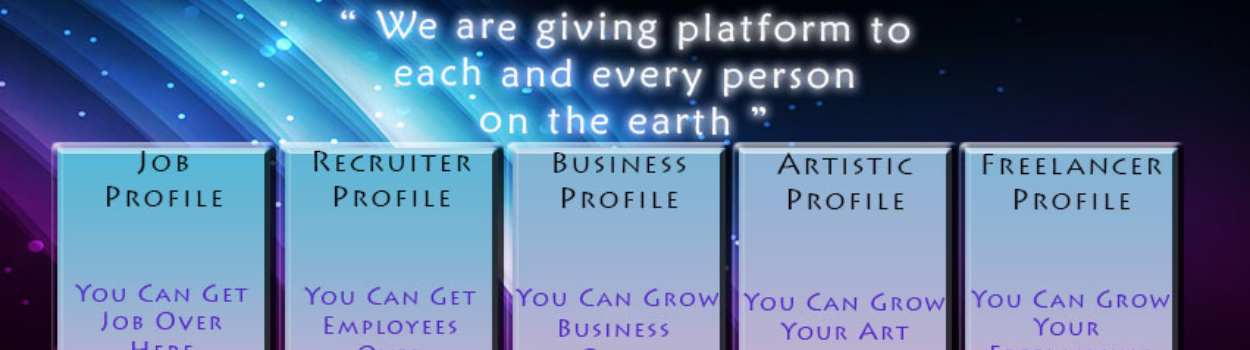 “ We are giving platform to
each and every person
on the earth ”
Job
Profile
You Can Get
Job Over
Here
Recruiter
Profile
You Can Get
Employees
Business
Profile
You Can Grow
Business
Artistic
Profile
You Can Grow
Your Art
Freelancer
Profile
You Can Grow
Your